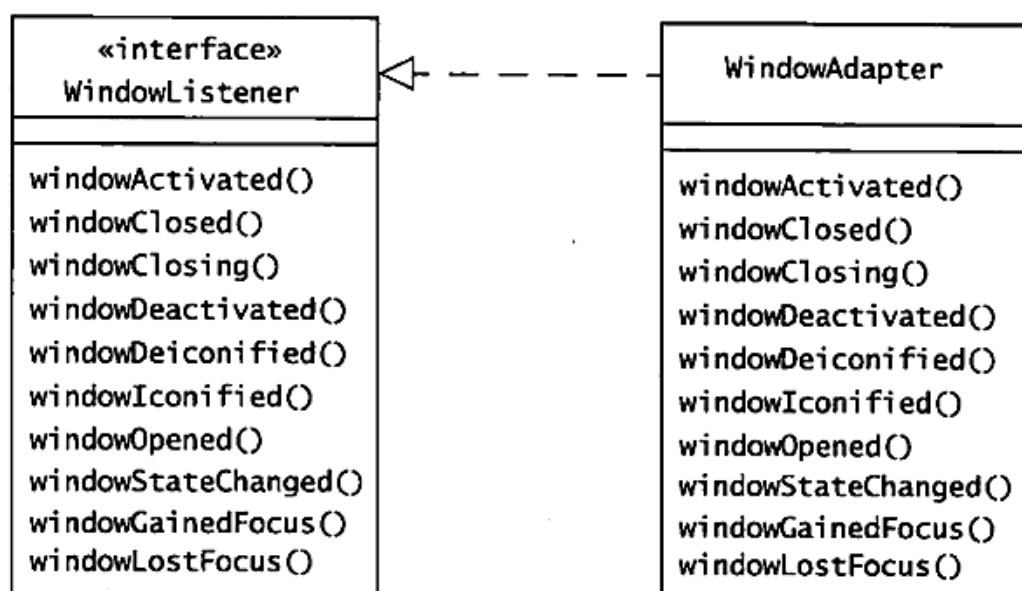 «interface»
WindowListener
windowActivated()
windowClosed()
windowClosing()
windowDeactivated()
windowDeiconified()
windowIconified()
windowOpened()
windowStateChanged()
windowGainedFocus()
windowLostFocus()
WindowAdapter
windowActivated()
windowClosed()
windowClosing()
windowDeactivated()
windowDeiconified()
windowIconified()
windowOpened()
windowStateChanged()
windowGainedFocus()
windowLostFocus()